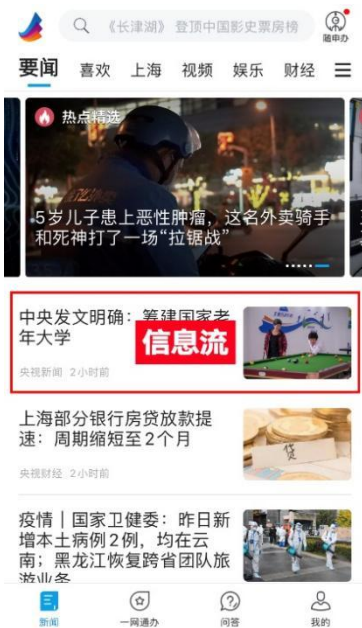 《长津湖》登顶中国影史票房榜
随申办
要闻 喜欢 上海 视频 娱乐 财经
热点精选
5岁儿子患上恶性肿瘤，这名外卖骑手
和死神打了一场“拉锯战”
中央发文明确：筹建国家老
年大学
信息流
央视新闻 2小时前
上海部分银行房贷放款提
速：周期缩短至2个月
贷
央视财经 2小时前
疫情｜国家卫健委：昨日新
增本土病例2例，均在云
南；黑龙江恢复跨省团队旅
游业务
新闻 一网通办 问答 我的